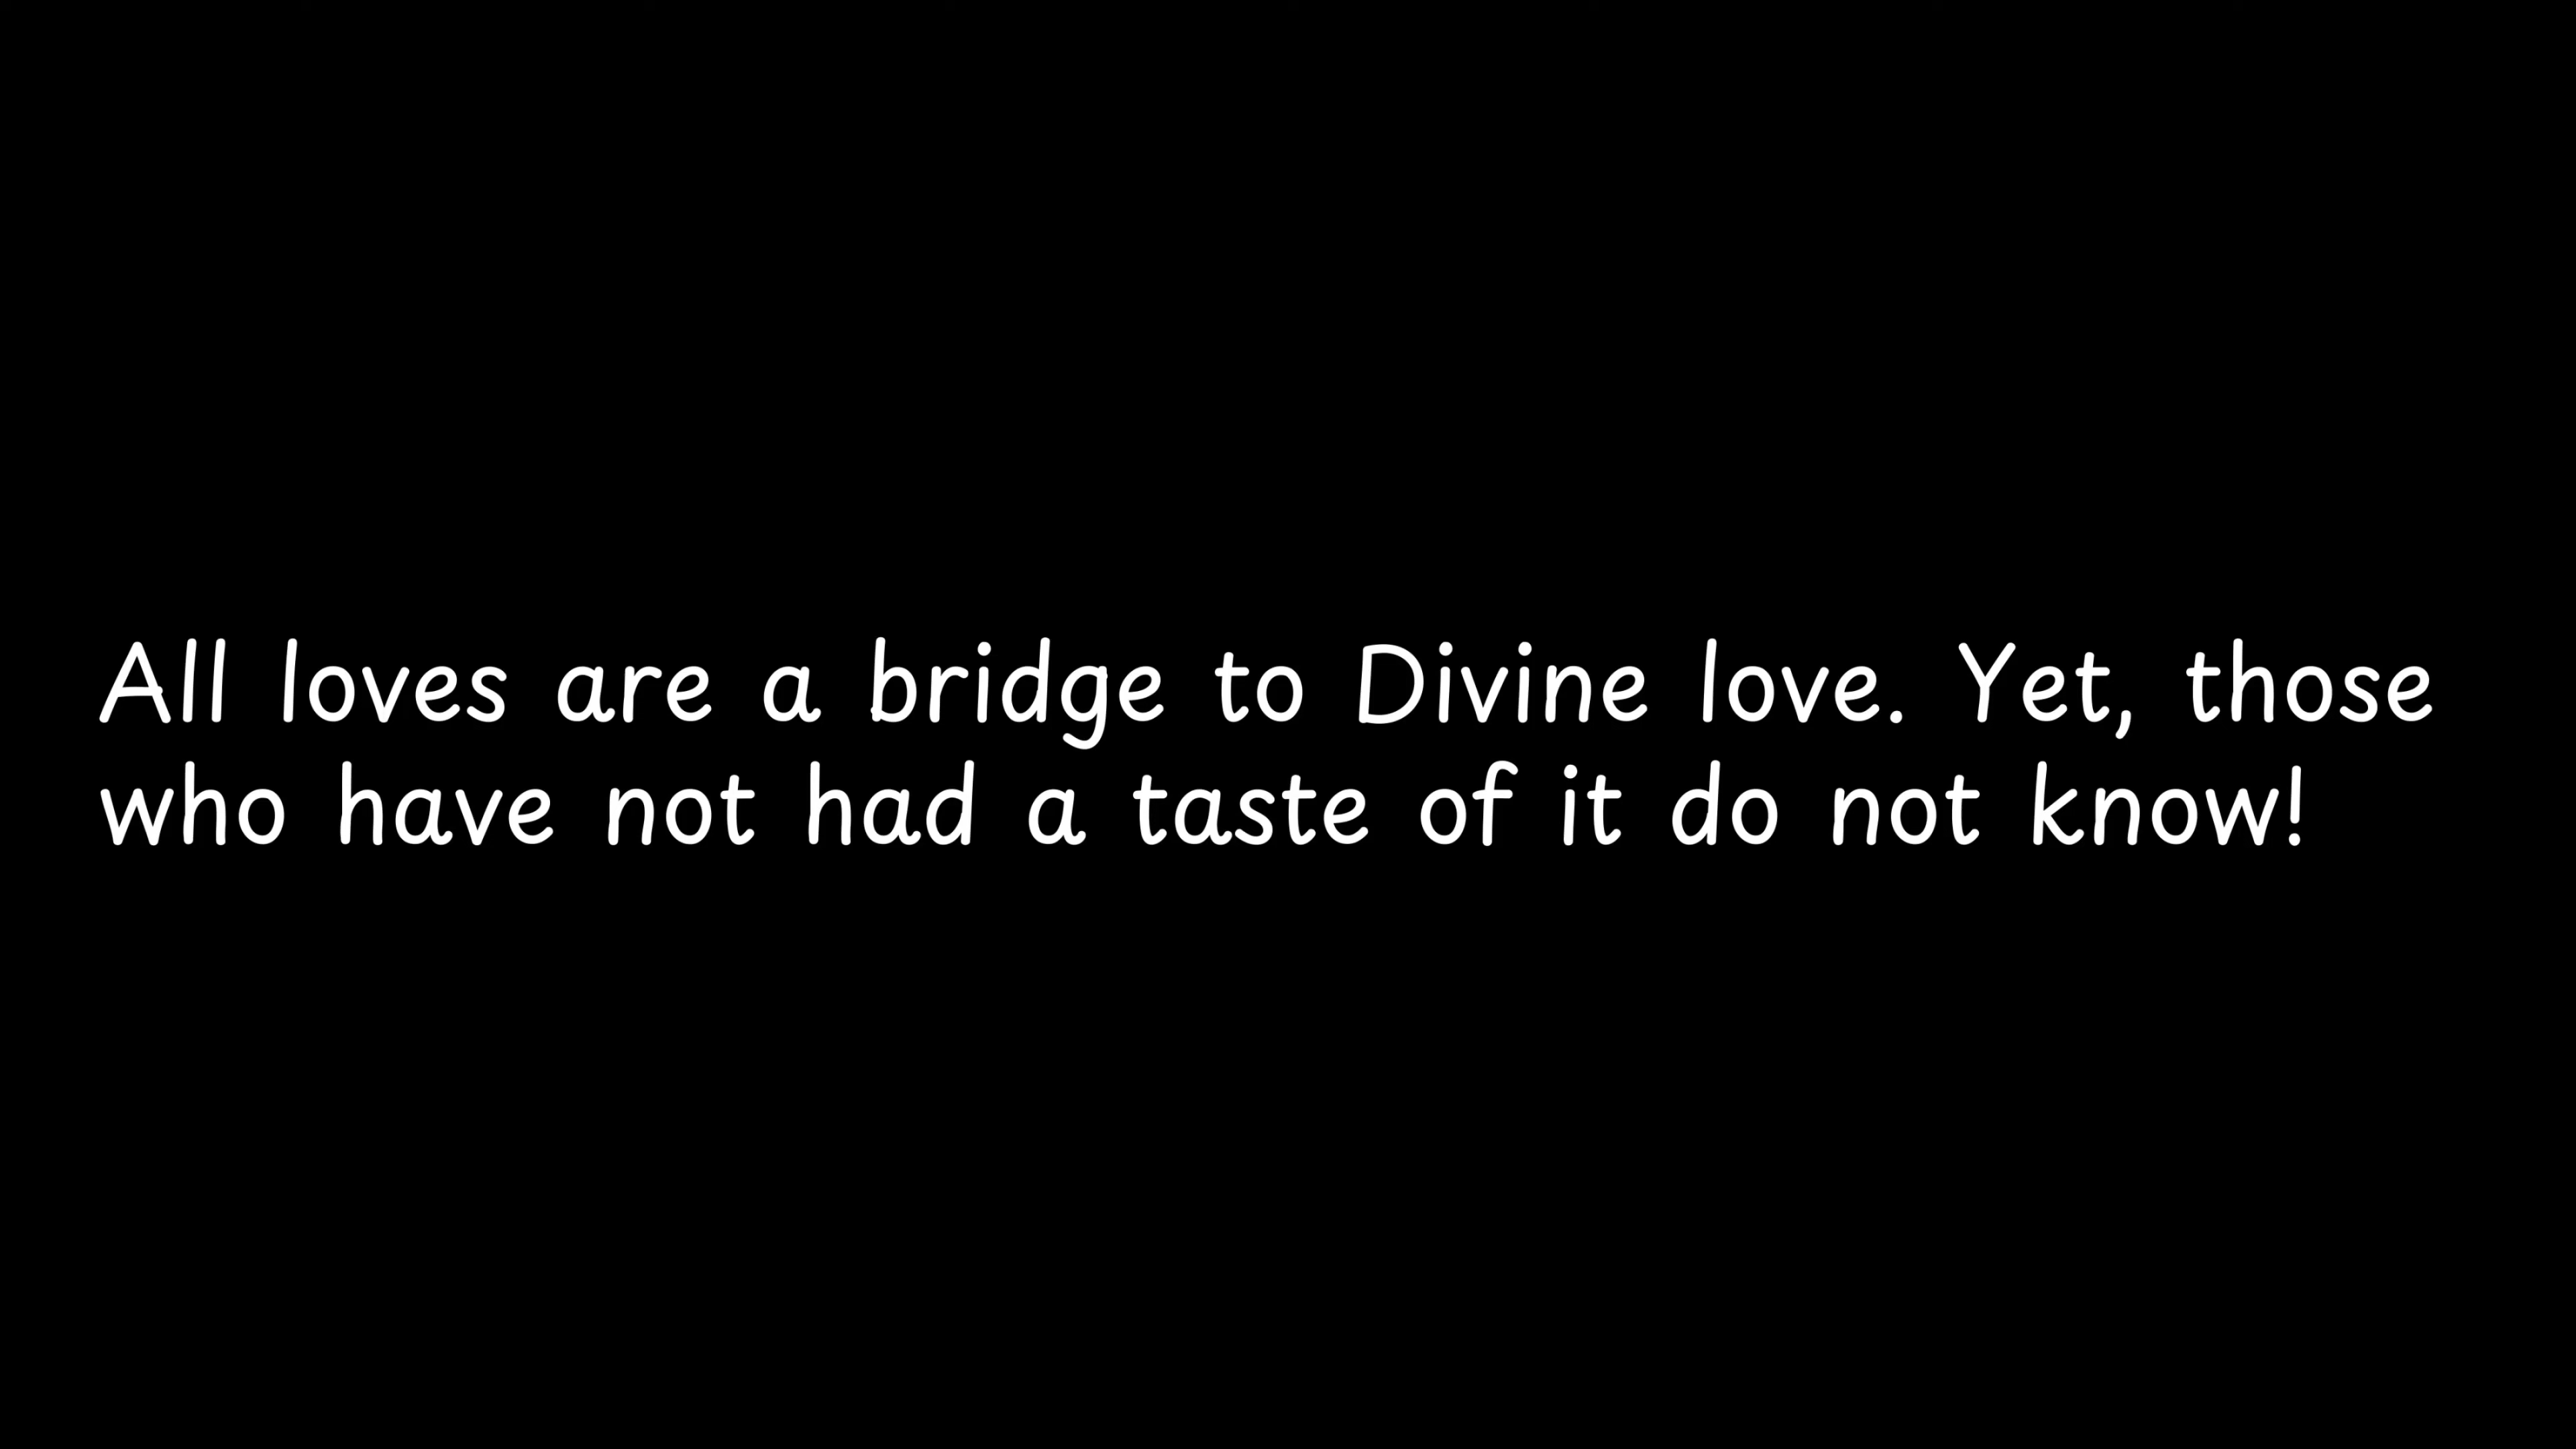 All loves are a bridge to Divine love. Yet, those
who have not had a taste of it do not know!